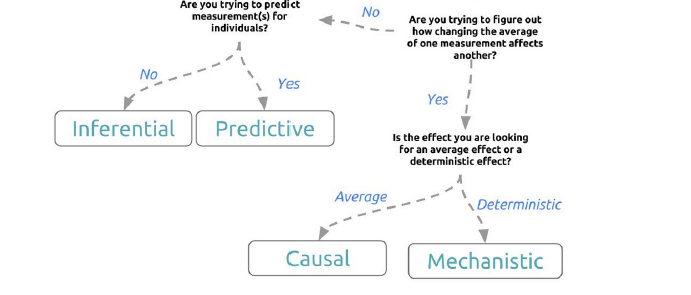 Are you trying to predict
measurement(s) for
individuals?
No
Are you trying to figure out
how changing the average
of one measurement affects
another?
No
Yes
Yes
Inferential
Predictive
Is the effect you are looking
for an average effect or a
deterministic effect?
Average
Deterministic
Causal
Mechanistic